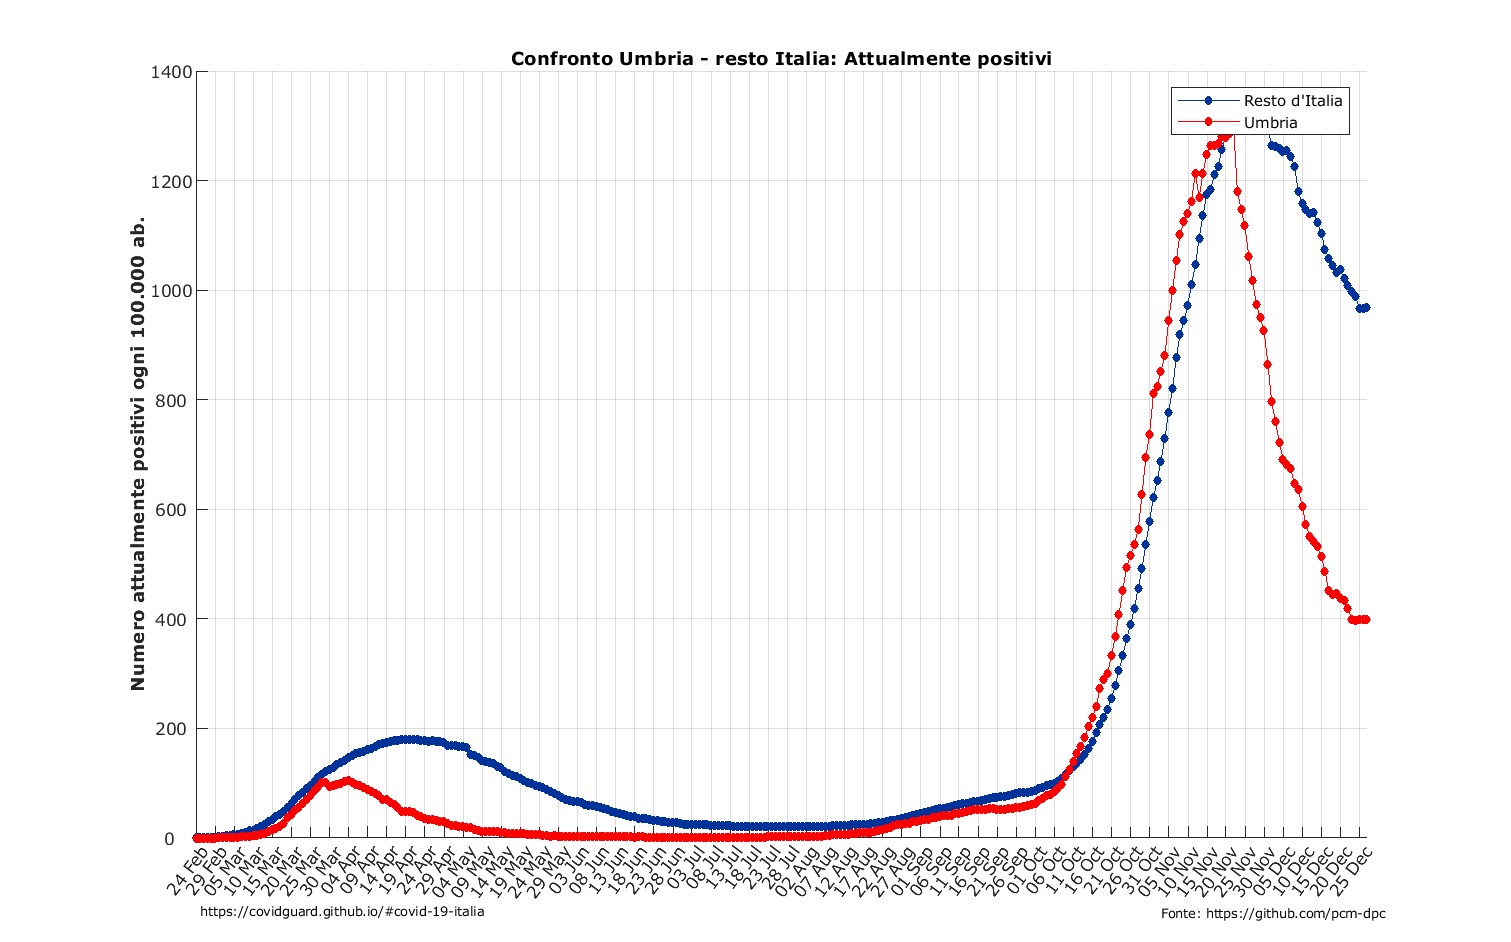 Confronto Umbria - resto Italia: Attualmente positivi
Numero attualmente positivi ogni 100.000 ab.
1400
1200
1000
800
600
400
200
0
Resto d'Italia
Umbria
24 Feb
29 Feb
05 Mar
10 Mar
15 Mar
20 Mar
25 Mar
30 Mar
04 Apr
09 Apr
14 Apr
19 Apr
24 Apr
29 Apr
04 May
09 May
14 May
19 May
24 May
29 May
03 Jun
08 Jun
13 Jun
18 Jun
23 Jun
28 Jun
03 Jul
08 Jul
13 Jul
18 Jul
23 Jul
28 Jul
02 Aug
07 Aug
12 Aug
17 Aug
22 Aug
27 Aug
01 Sep
06 Sep
11 Sep
16 Sep
21 Sep
26 Sep
01 Oct
06 Oct
11 Oct
16 Oct
21 Oct
26 Oct
31 Oct
05 Nov
10 Nov
15 Nov
20 Nov
25 Nov
30 Nov
05 Dec
10 Dec
15 Dec
20 Dec
25 Dec
https://covidguard.github.io/#covid-19-italia
Fonte: https://github.com/pcm-dpc